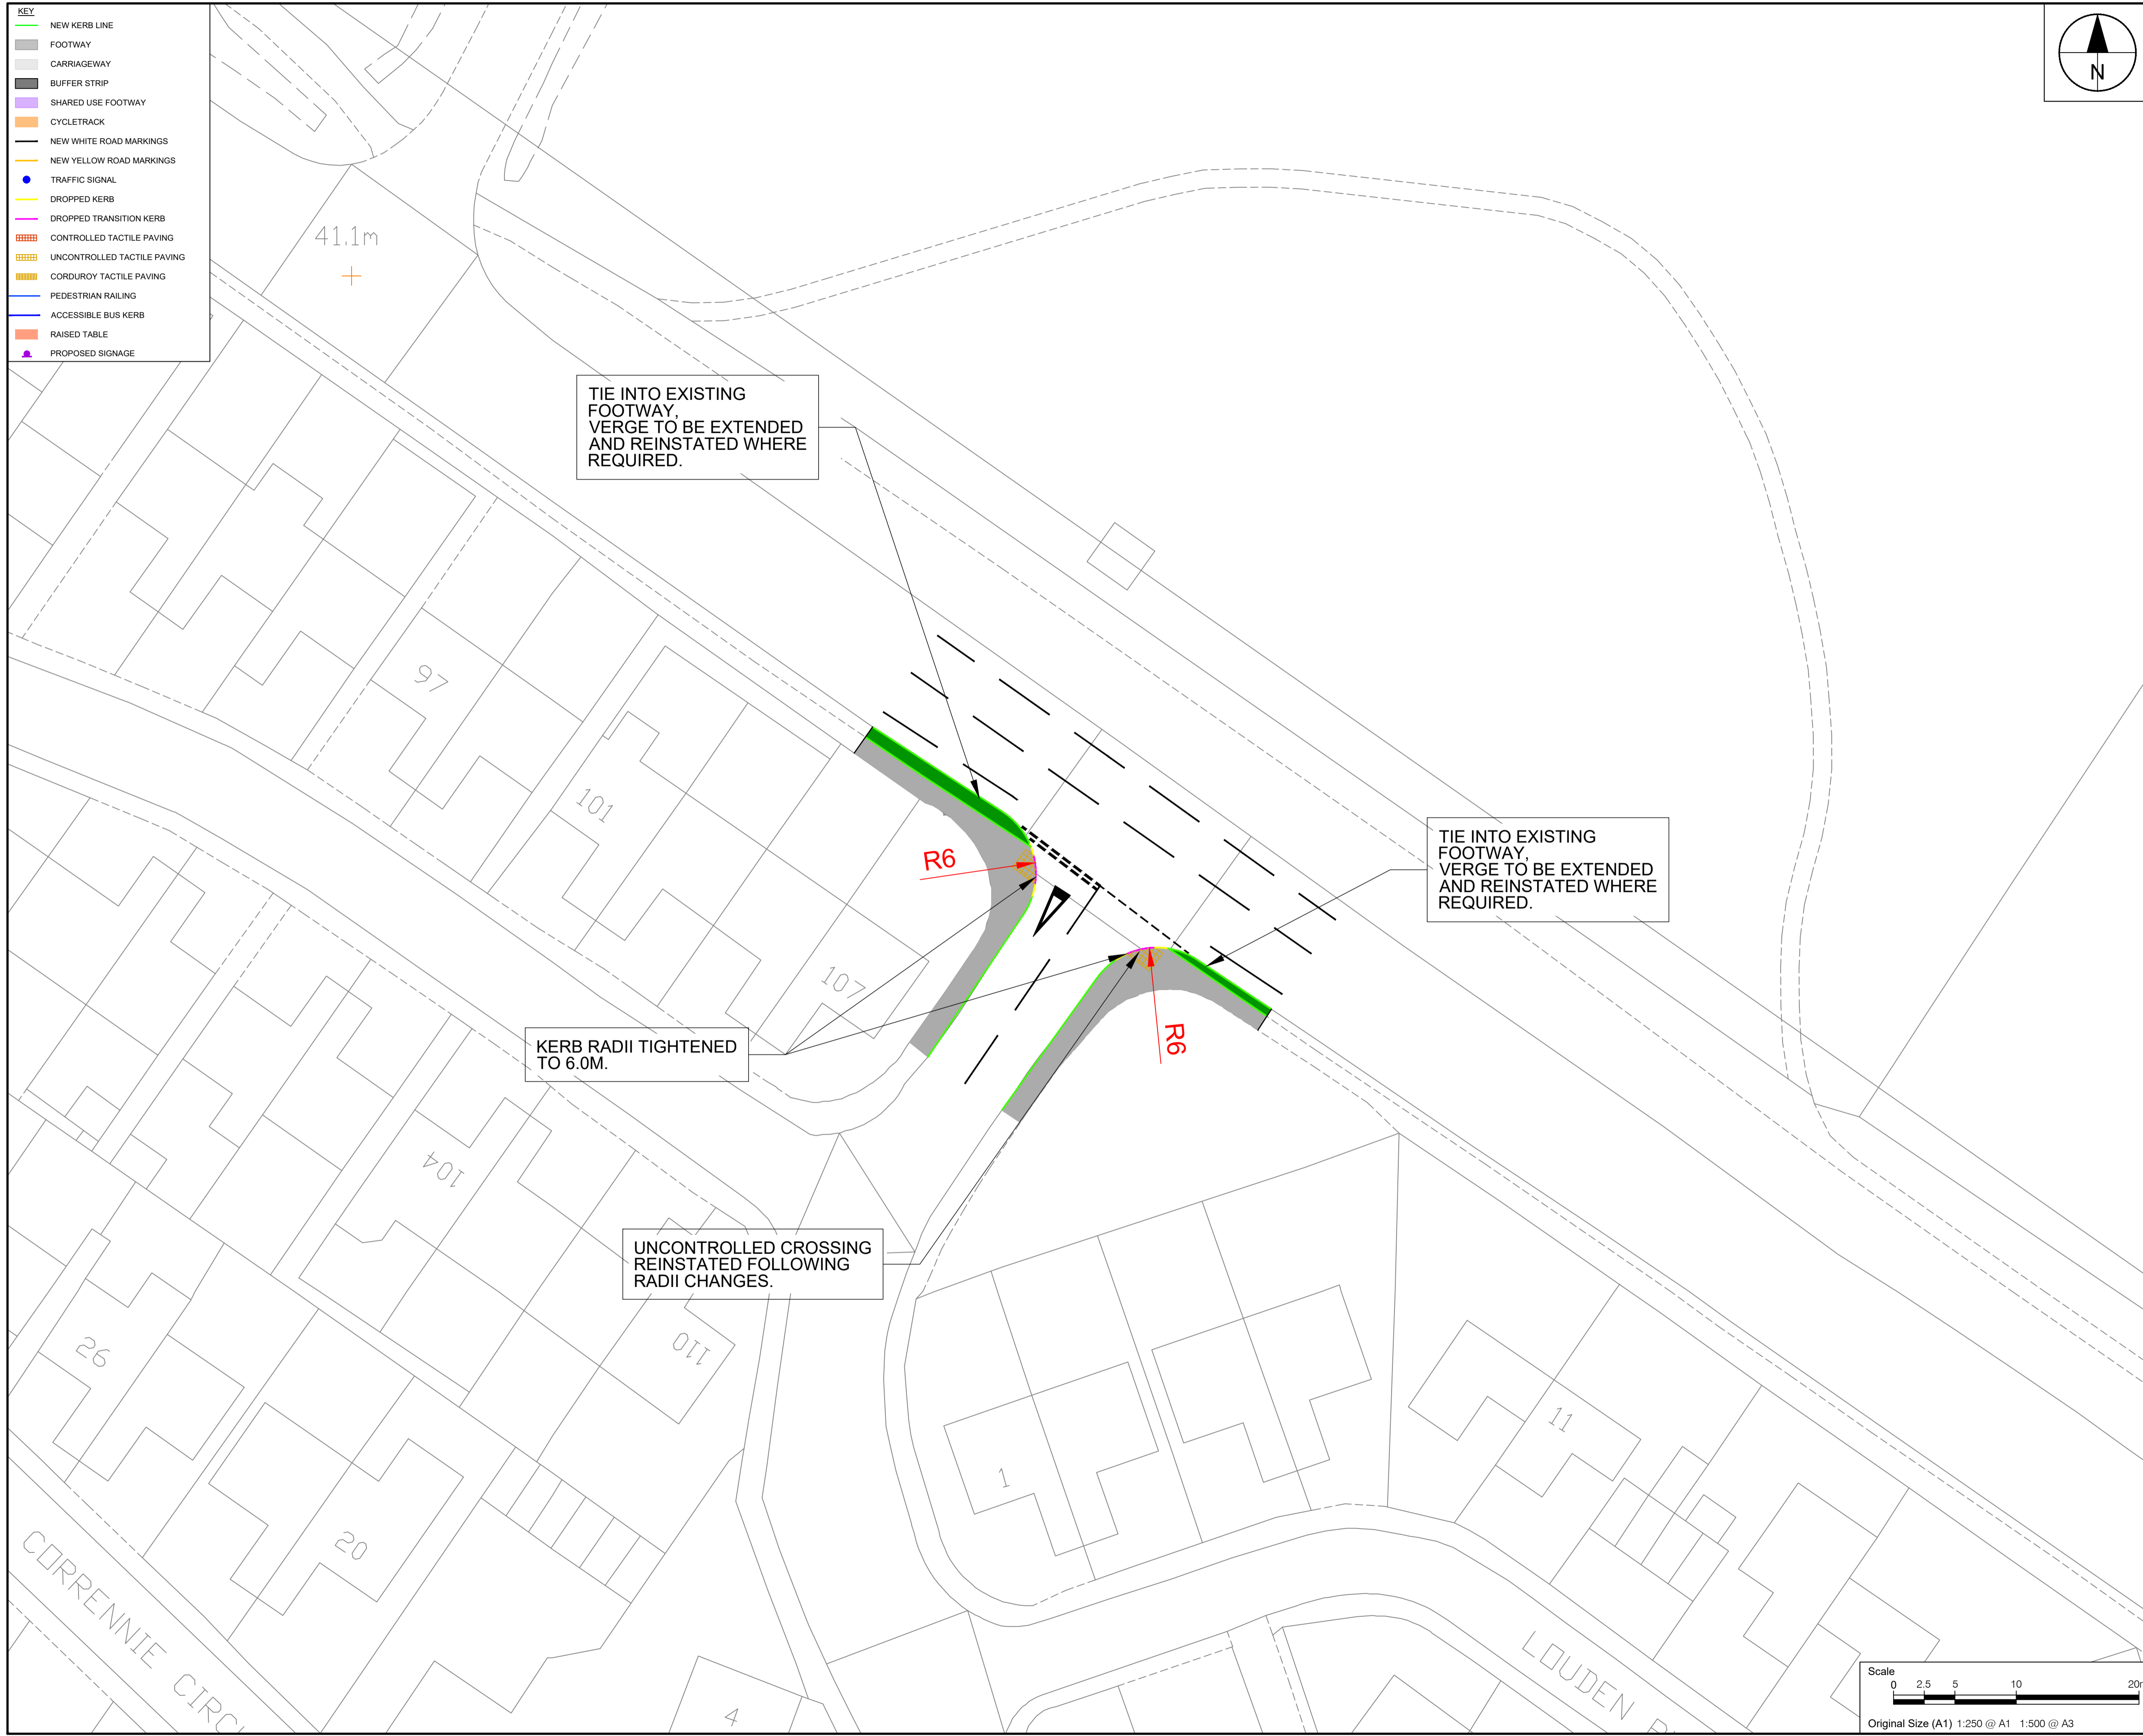 KEY
NEW KERB LINE
FOOTWAY
CARRIAGEWAY
BUFFER STRIP
SHARED USE FOOTWAY
CYCLETRACK
NEW WHITE ROAD MARKINGS
NEW YELLOW ROAD MARKINGS
TRAFFIC SIGNAL
DROPPED KERB
DROPPED TRANSITION KERB
CONTROLLED TACTILE PAVING
UNCONTROLLED TACTILE PAVING
CORDUROY TACTILE PAVING
PEDESTRIAN RAILING
ACCESSIBLE BUS KERB
RAISED TABLE
PROPOSED SIGNAGE
N
41.1m
TIE INTO EXISTING
FOOTWAY,
VERGE TO BE EXTENDED
AND REINSTATED WHERE
REQUIRED.
97
101
R6
107
TIE INTO EXISTING
FOOTWAY,
VERGE TO BE EXTENDED
AND REINSTATED WHERE
REQUIRED.
R6
KERB RADII TIGHTENED
TO 6.0M.
104
UNCONTROLLED CROSSING
REINSTATED FOLLOWING
RADII CHANGES.
26
110
11
1
20
CORRENNIE
LOUDEN
4
Scale
0 2.5 5 10 20m
Original Size (A1) 1:250 @ A1 1:500 @ A3